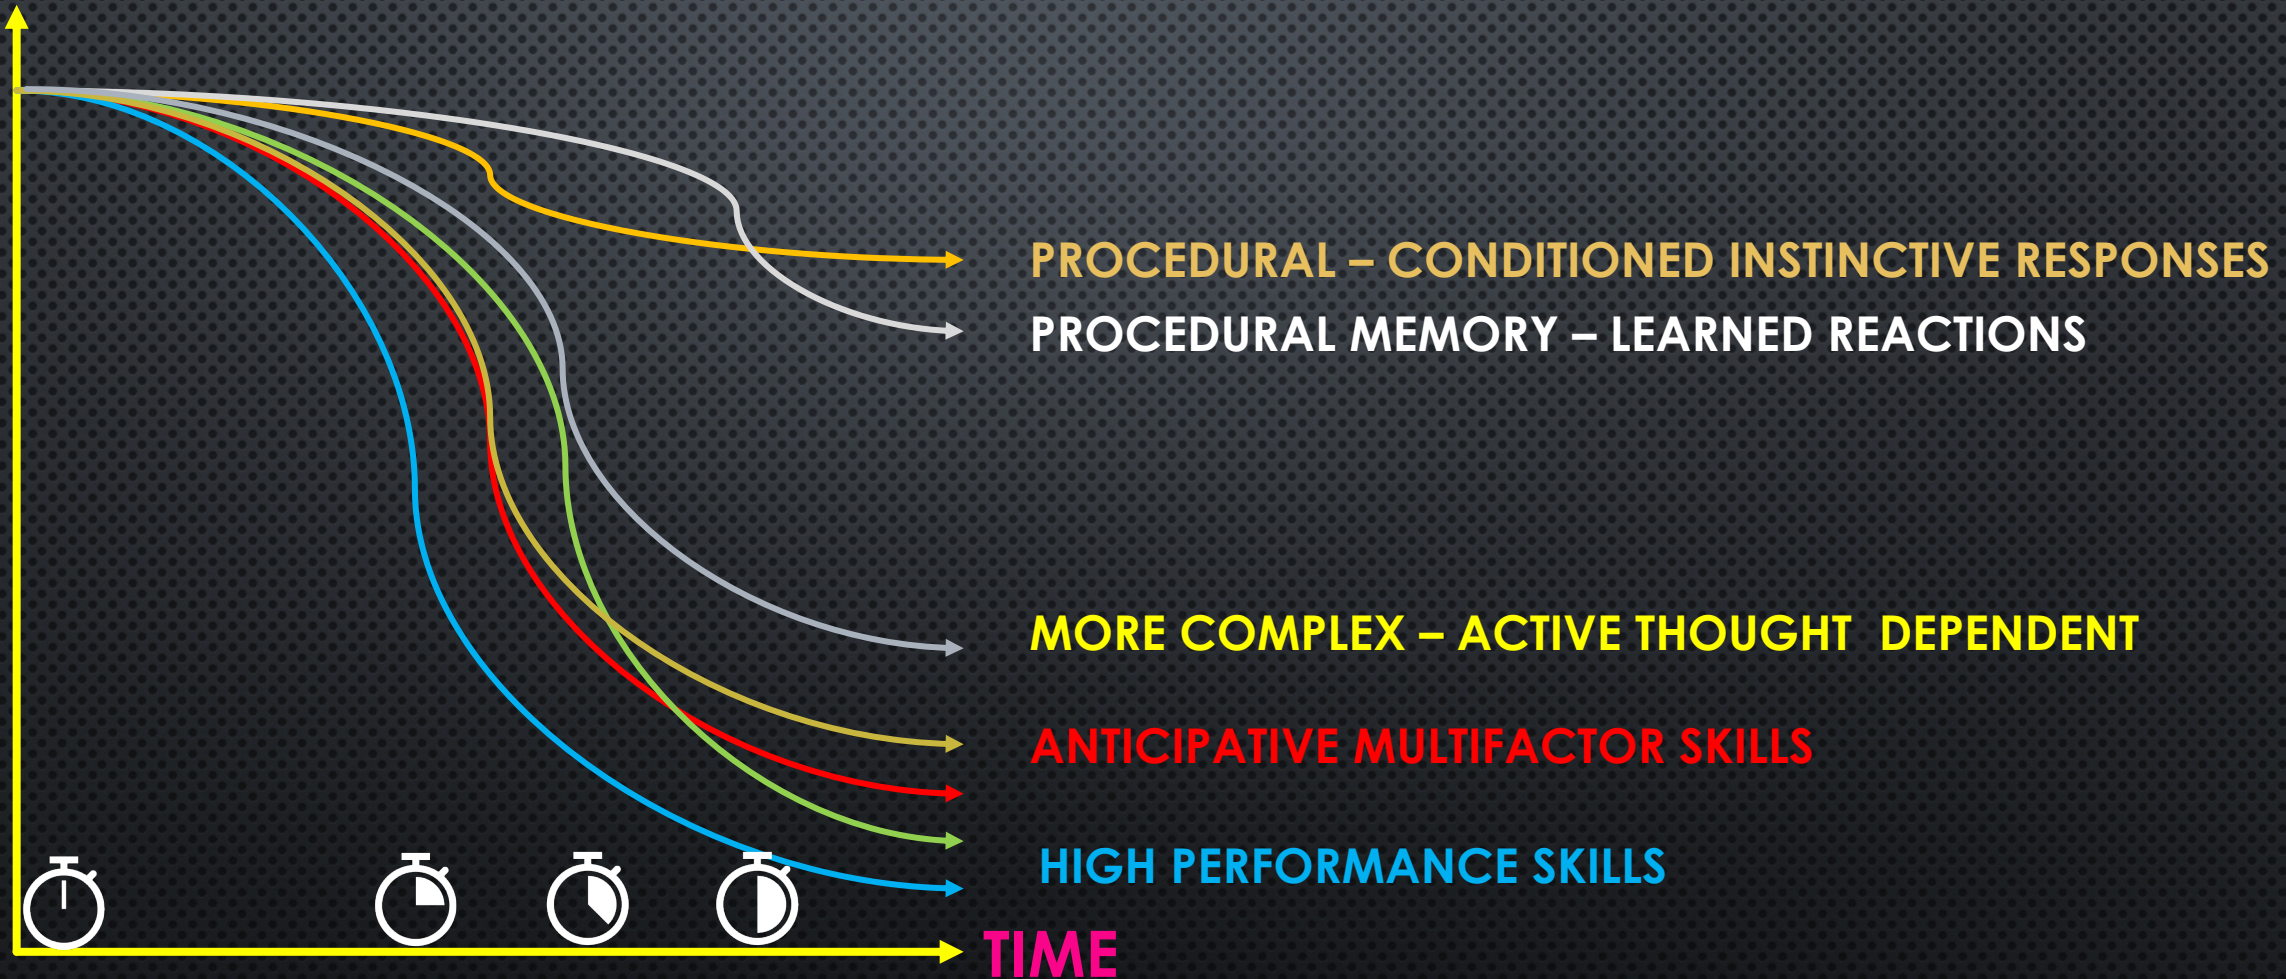 PROCEDURAL – CONDITIONED INSTINCTIVE RESPONSES
PROCEDURAL MEMORY – LEARNED REACTIONS
MORE COMPLEX – ACTIVE THOUGHT DEPENDENT
ANTICIPATIVE MULTIFACTOR SKILLS
HIGH PERFORMANCE SKILLS
TIME